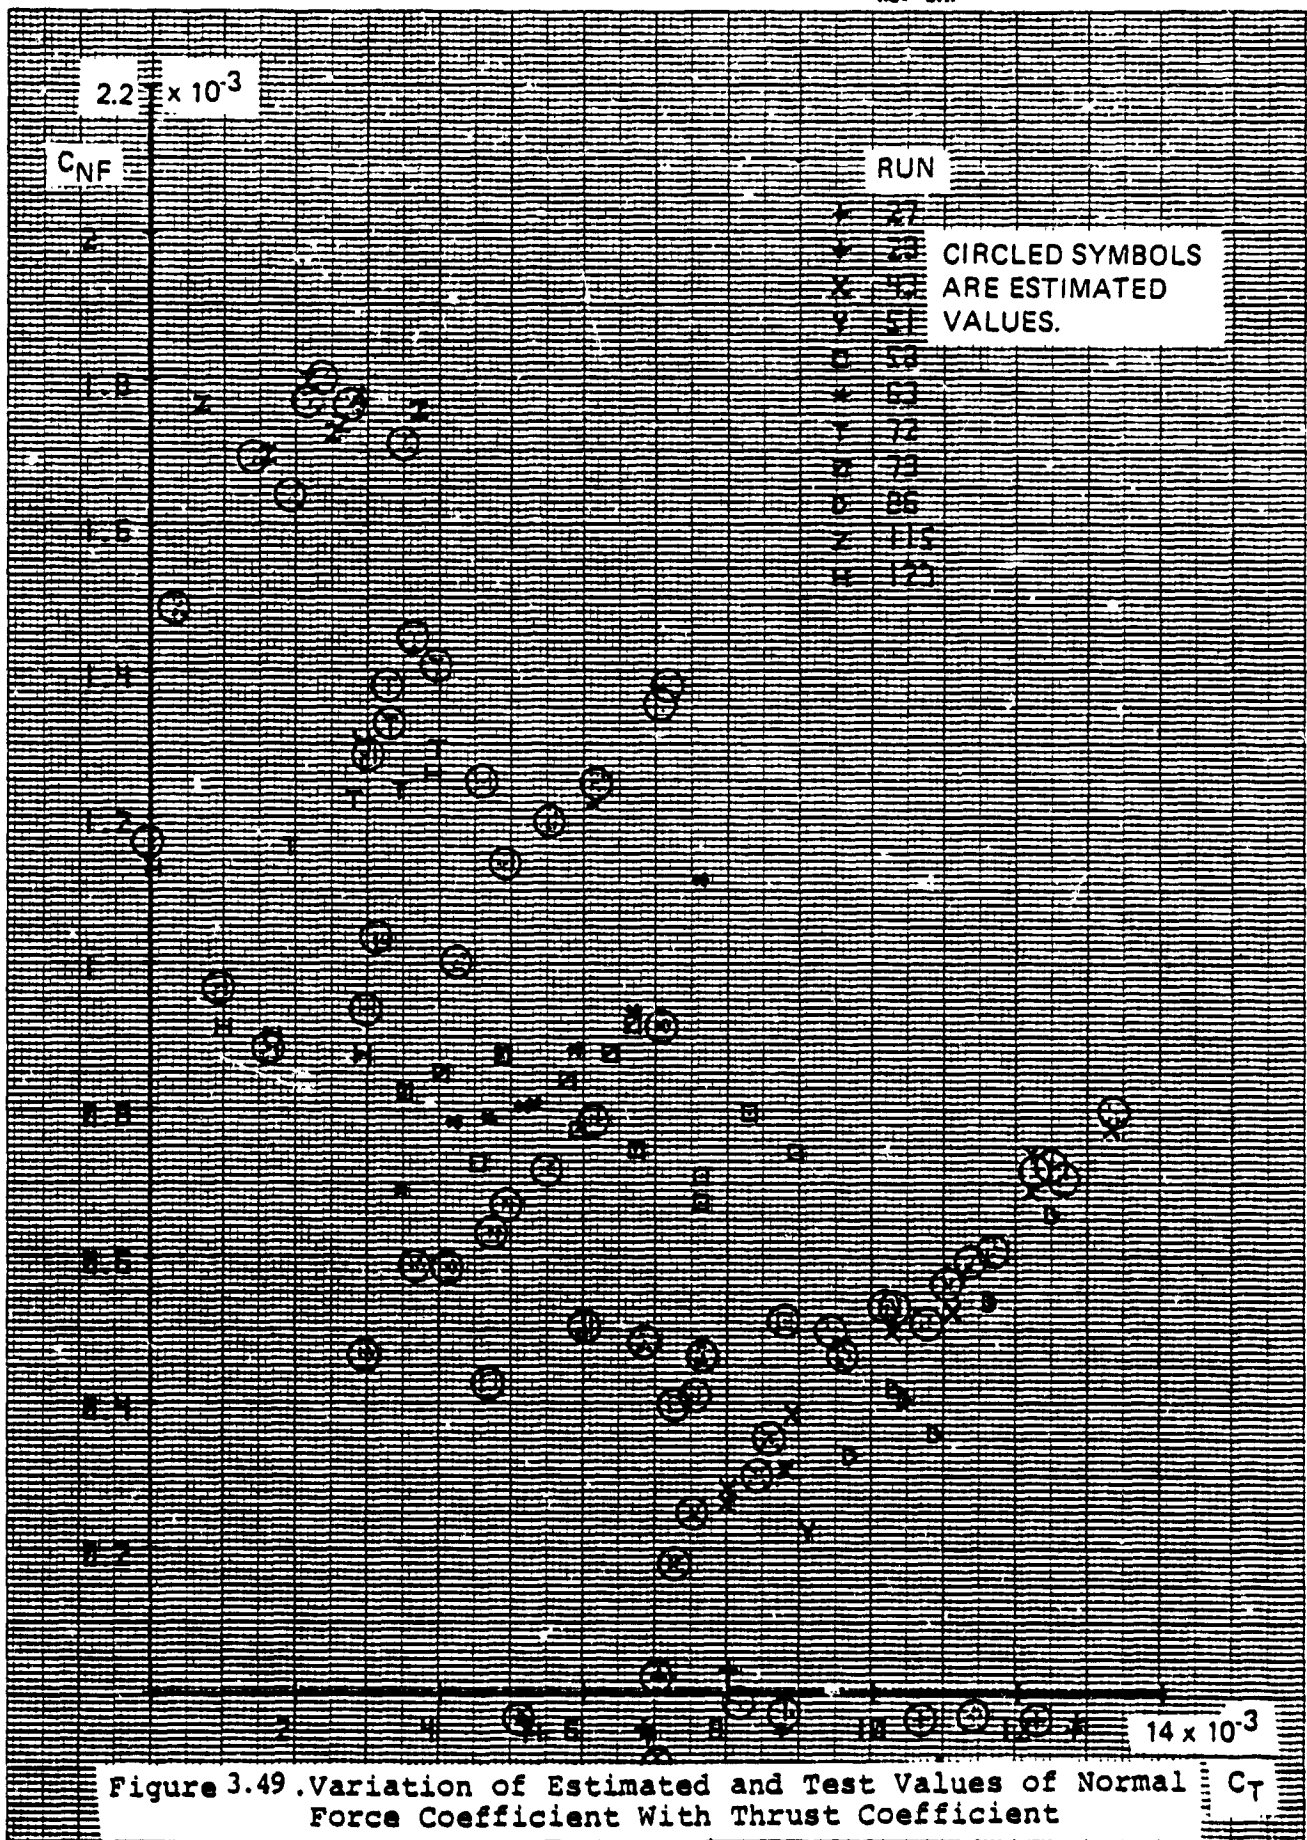 2.2 x 10-3
CNF
RUN
2
27
CIRCLED SYMBOLS
ARE ESTIMATED
VALUES.
51
1.8
63
72
73
86
1.6
115
123
1.4
1.2
1
0.8
0.6
0.4
0.2
2 4 6 8 10 12 14 x 10-3
CT
Figure 3.49 .Variation of Estimated and Test Values of Normal
Force Coefficient With Thrust Coefficient